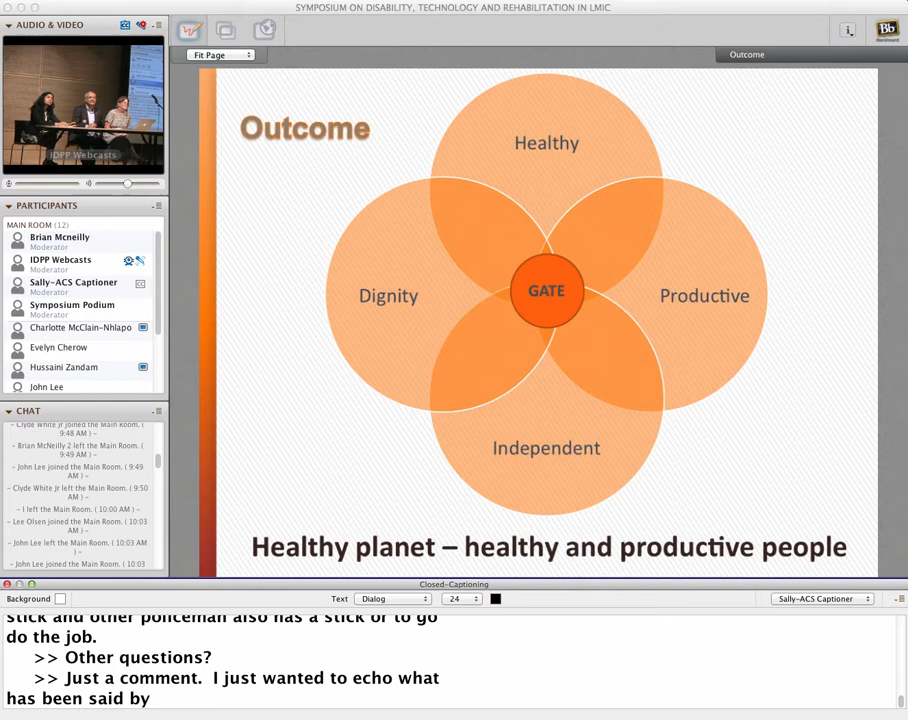 SYMPOSIUM ON DISABILITY, TECHNOLOGY AND REHABILITATION IN LMIC
AUDIO & VIDEO
IDPP Webcasts
PARTICIPANTS
MAIN ROOM (12)
Brian Mcneilly
Moderator
IDPP Webcasts
Moderator
Sally-ACS Captioner
Moderator
Symposium Podium
Moderator
Charlotte McClain-Nhlapo
Evelyn Cherow
Hussaini Zandam
John Lee
CHAT
- Clyde White Jr joined the Main Room. (
9:48 AM ) -
- Brian McNeilly 2 left the Main Room. (
9:49 AM ) -
- John Lee joined the Main Room. ( 9:49
AM ) -
- Clyde White Jr left the Main Room. ( 9:50
AM ) -
- I left the Main Room. ( 10:00 AM ) -
- Lee Olsen joined the Main Room. ( 10:03
AM ) -
- John Lee left the Main Room. ( 10:03 AM ) -
- John Lee joined the Main Room. ( 10:03
Fit Page
Bb
Blackboard
Outcome
Outcome
Healthy
Dignity
GATE
Productive
Independent
Healthy planet – healthy and productive people
Closed-Captioning
Background
Text
Dialog
24
Sally-ACS Captioner
stick and other policeman also has a stick or to go
do the job.
>> Other questions?
>> Just a comment. I just wanted to echo what
has been said by